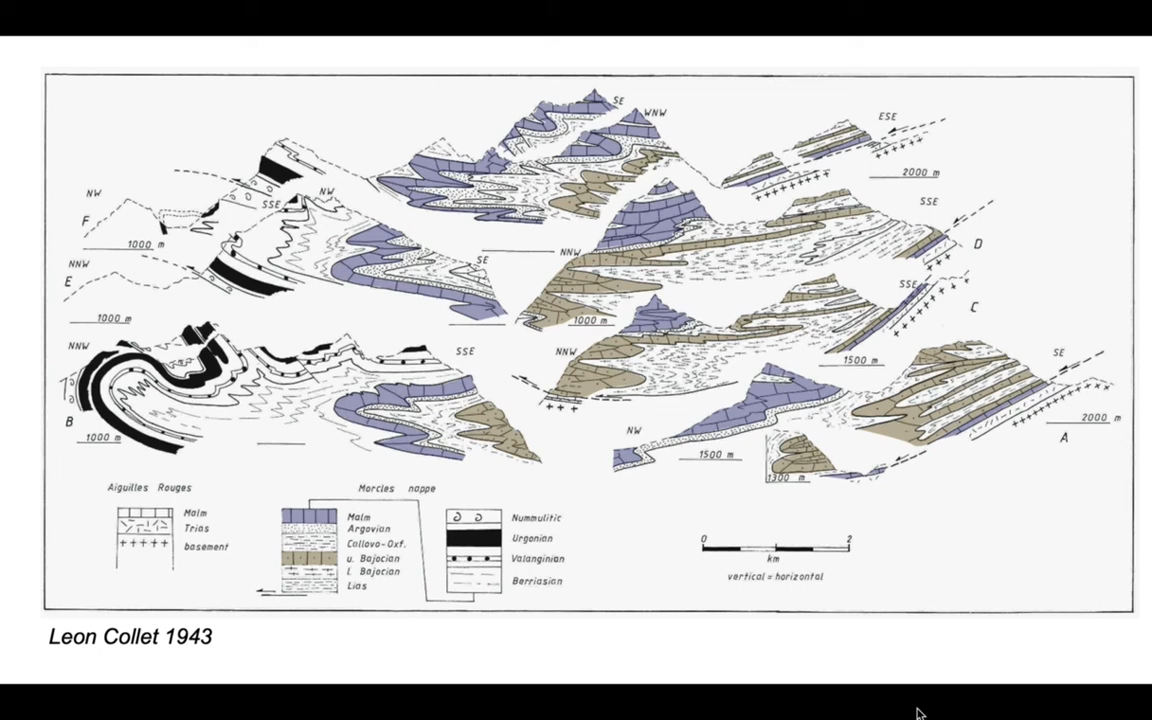 SE
WNW
ESE
2000 m
NW
SSE
NW
F
1000 m
SSE
NNW
SE
NNW
D
E
1000 m
1000 m
SSE
C
NNW
SSE
NNW
1500 m
SE
B
1000 m
NW
1500 m
2000 m
A
1300 m
Aiguilles Rouges
Malm
Trias
basement
Morcles nappe
Malm
Argovian
Callovo-Oxf.
u. Bajocian
l. Bajocian
Lias
Nummulitic
Urgonian
Valanginian
Berriasian
0 2
km
vertical = horizontal
Leon Collet 1943